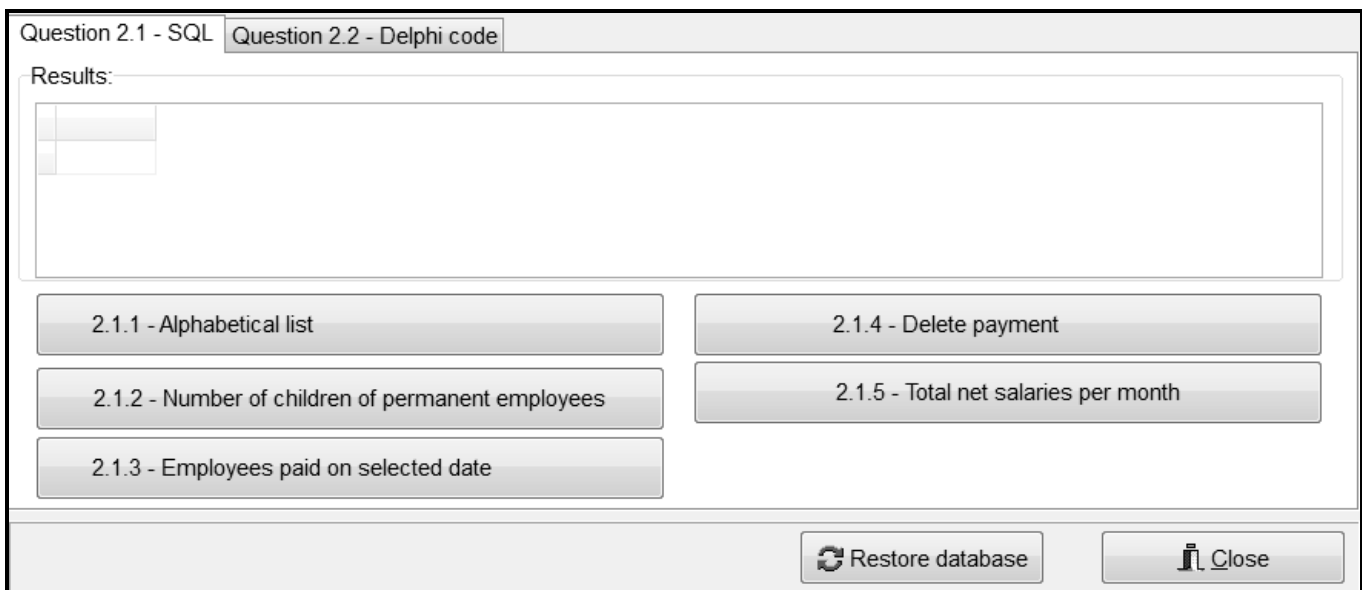 Question 2.1 - SQL
Question 2.2 - Delphi code
Results:
2.1.1 - Alphabetical list
2.1.2 - Number of children of permanent employees
2.1.3 - Employees paid on selected date
2.1.4 - Delete payment
2.1.5 - Total net salaries per month
Restore database
Close